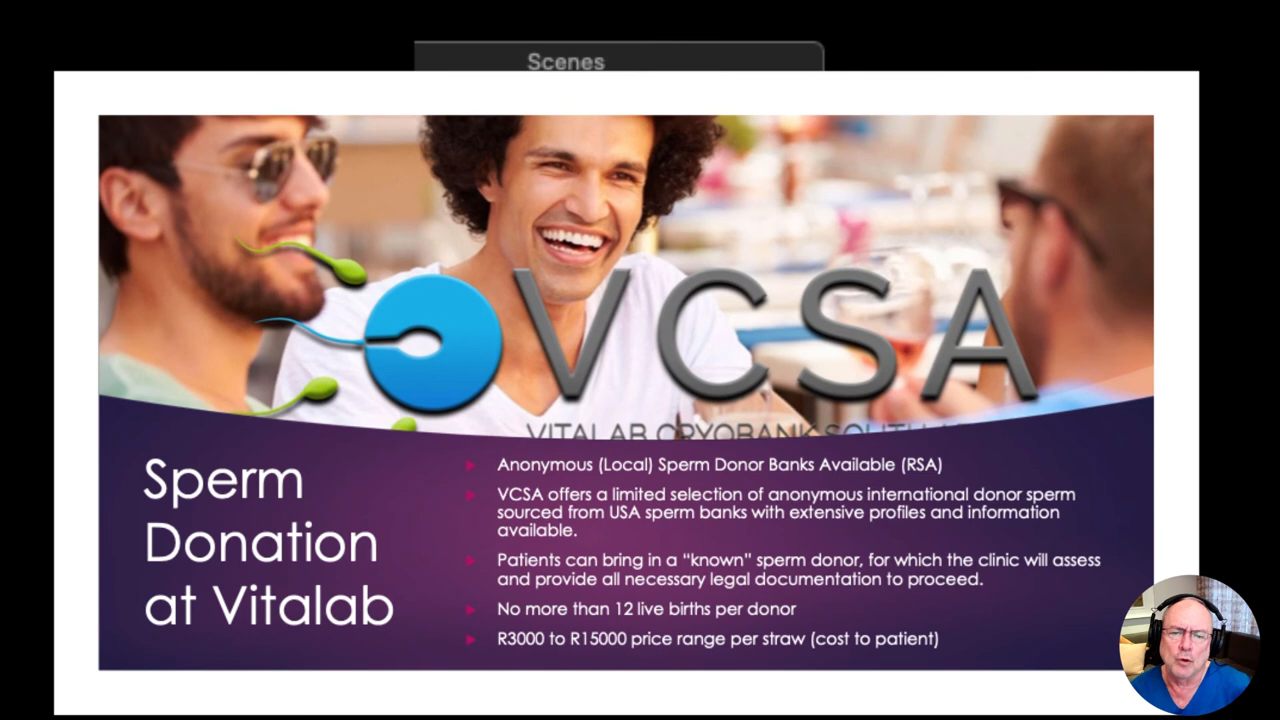 Scenes
VCSA
VITALAB CRYOBANK SOUTH
Sperm
Donation
at Vitalab
Anonymous (Local) Sperm Donor Banks Available (RSA)
VCSA offers a limited selection of anonymous international donor sperm
sourced from USA sperm banks with extensive profiles and information
available.
Patients can bring in a “known” sperm donor, for which the clinic will assess
and provide all necessary legal documentation to proceed.
No more than 12 live births per donor
R3000 to R15000 price range per straw (cost to patient)